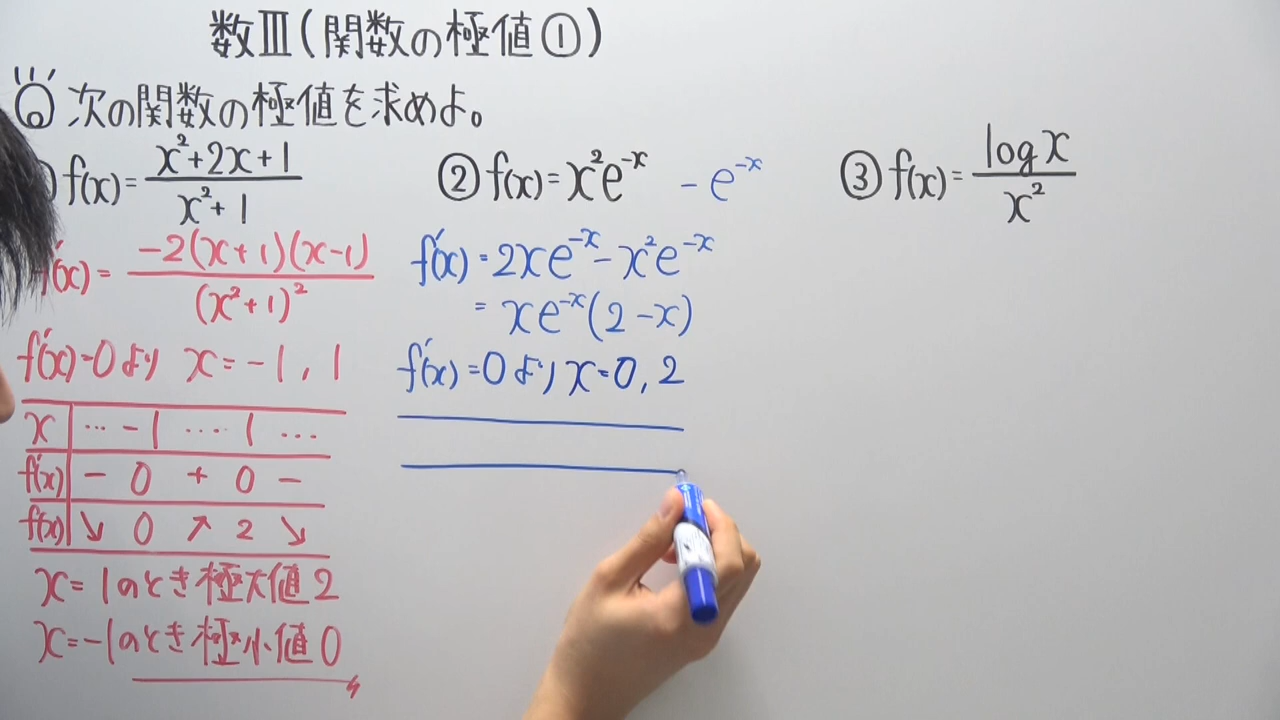 数Ⅲ(関数の極値①)
次の関数の極値を求めよ。
f(x)=x²+2x+1/x²+1
f'(x)=-2(x+1)(x-1)/(x²+1)²
f'(x)=0より x=-1,1
x … -1 … 1 …
f'(x) - 0 + 0 -
f(x) ↘ 0 ↗ 2 ↘
x=1のとき極大値2
x=-1のとき極小値0
②f(x)=x²e⁻ˣ -e⁻ˣ
f'(x)=2xe⁻ˣ-x²e⁻ˣ
=xe⁻ˣ(2-x)
f'(x)=0よりx=0,2
③f(x)=log x/x²